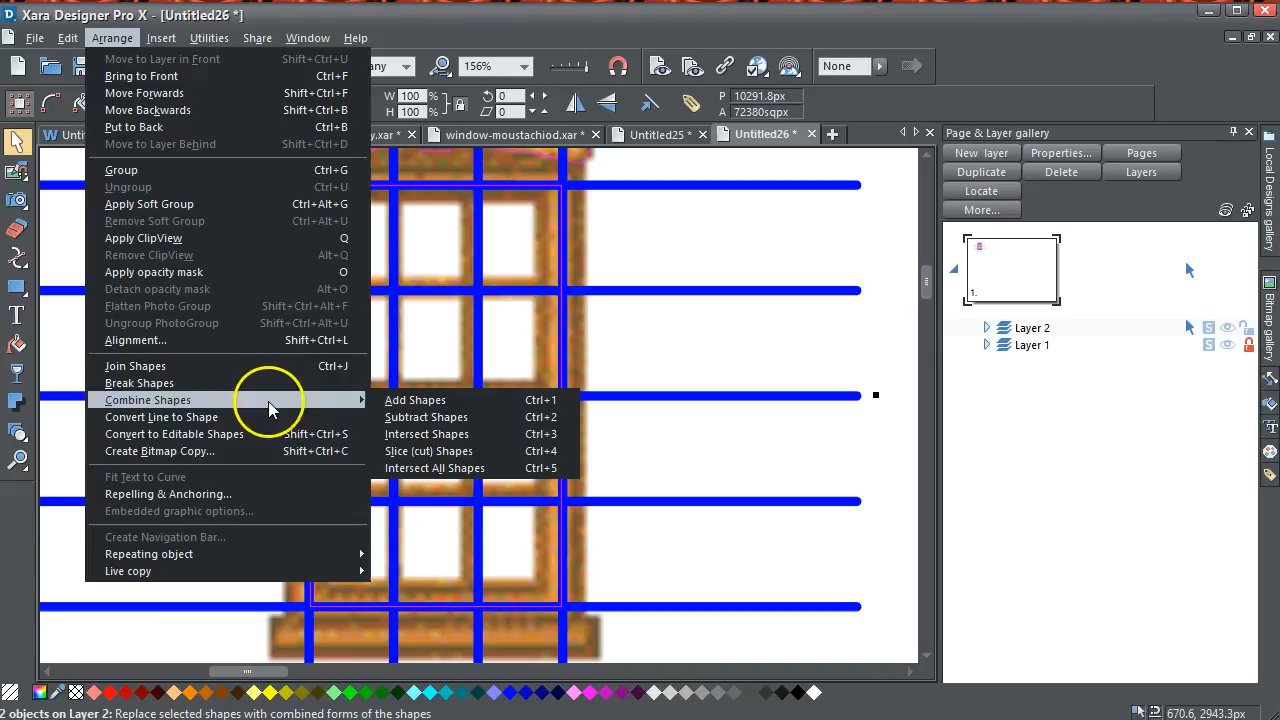 Xara Designer Pro X - [Untitled26 *]
File Edit Arrange Insert Utilities Share Window Help
Move to Layer in Front Shift+Ctrl+U
Bring to Front Ctrl+F
Move Forwards Shift+Ctrl+F
Move Backwards Shift+Ctrl+B
Put to Back Ctrl+B
Move to Layer Behind Shift+Ctrl+D
Group Ctrl+G
Ungroup Ctrl+U
Apply Soft Group Ctrl+Alt+G
Remove Soft Group Ctrl+Alt+U
Apply ClipView Q
Remove ClipView Alt+Q
Apply opacity mask O
Detach opacity mask Alt+O
Flatten Photo Group Shift+Ctrl+Alt+F
Ungroup PhotoGroup Shift+Ctrl+Alt+U
Alignment... Shift+Ctrl+L
Join Shapes Ctrl+J
Break Shapes
Combine Shapes
Convert Line to Shape
Convert to Editable Shapes Shift+Ctrl+S
Create Bitmap Copy... Shift+Ctrl+C
Fit Text to Curve
Repelling & Anchoring...
Embedded graphic options...
Create Navigation Bar...
Repeating object
Live copy
Add Shapes Ctrl+1
Subtract Shapes Ctrl+2
Intersect Shapes Ctrl+3
Slice (cut) Shapes Ctrl+4
Intersect All Shapes Ctrl+5
any 156% None
W 100 % 0 P 10291.8px
H 100 % 0 A 72380sqpx
W Unt y.xar * window-moustachiod.xar * Untitled25 * Untitled26 *
Page & Layer gallery
New layer Properties... Pages
Duplicate Delete Layers
Locate
More...
1.
Layer 2
Layer 1
Local Designs gallery
Designs gallery
2 objects on Layer 2: Replace selected shapes with combined forms of the shapes
670.6, 2943.3px